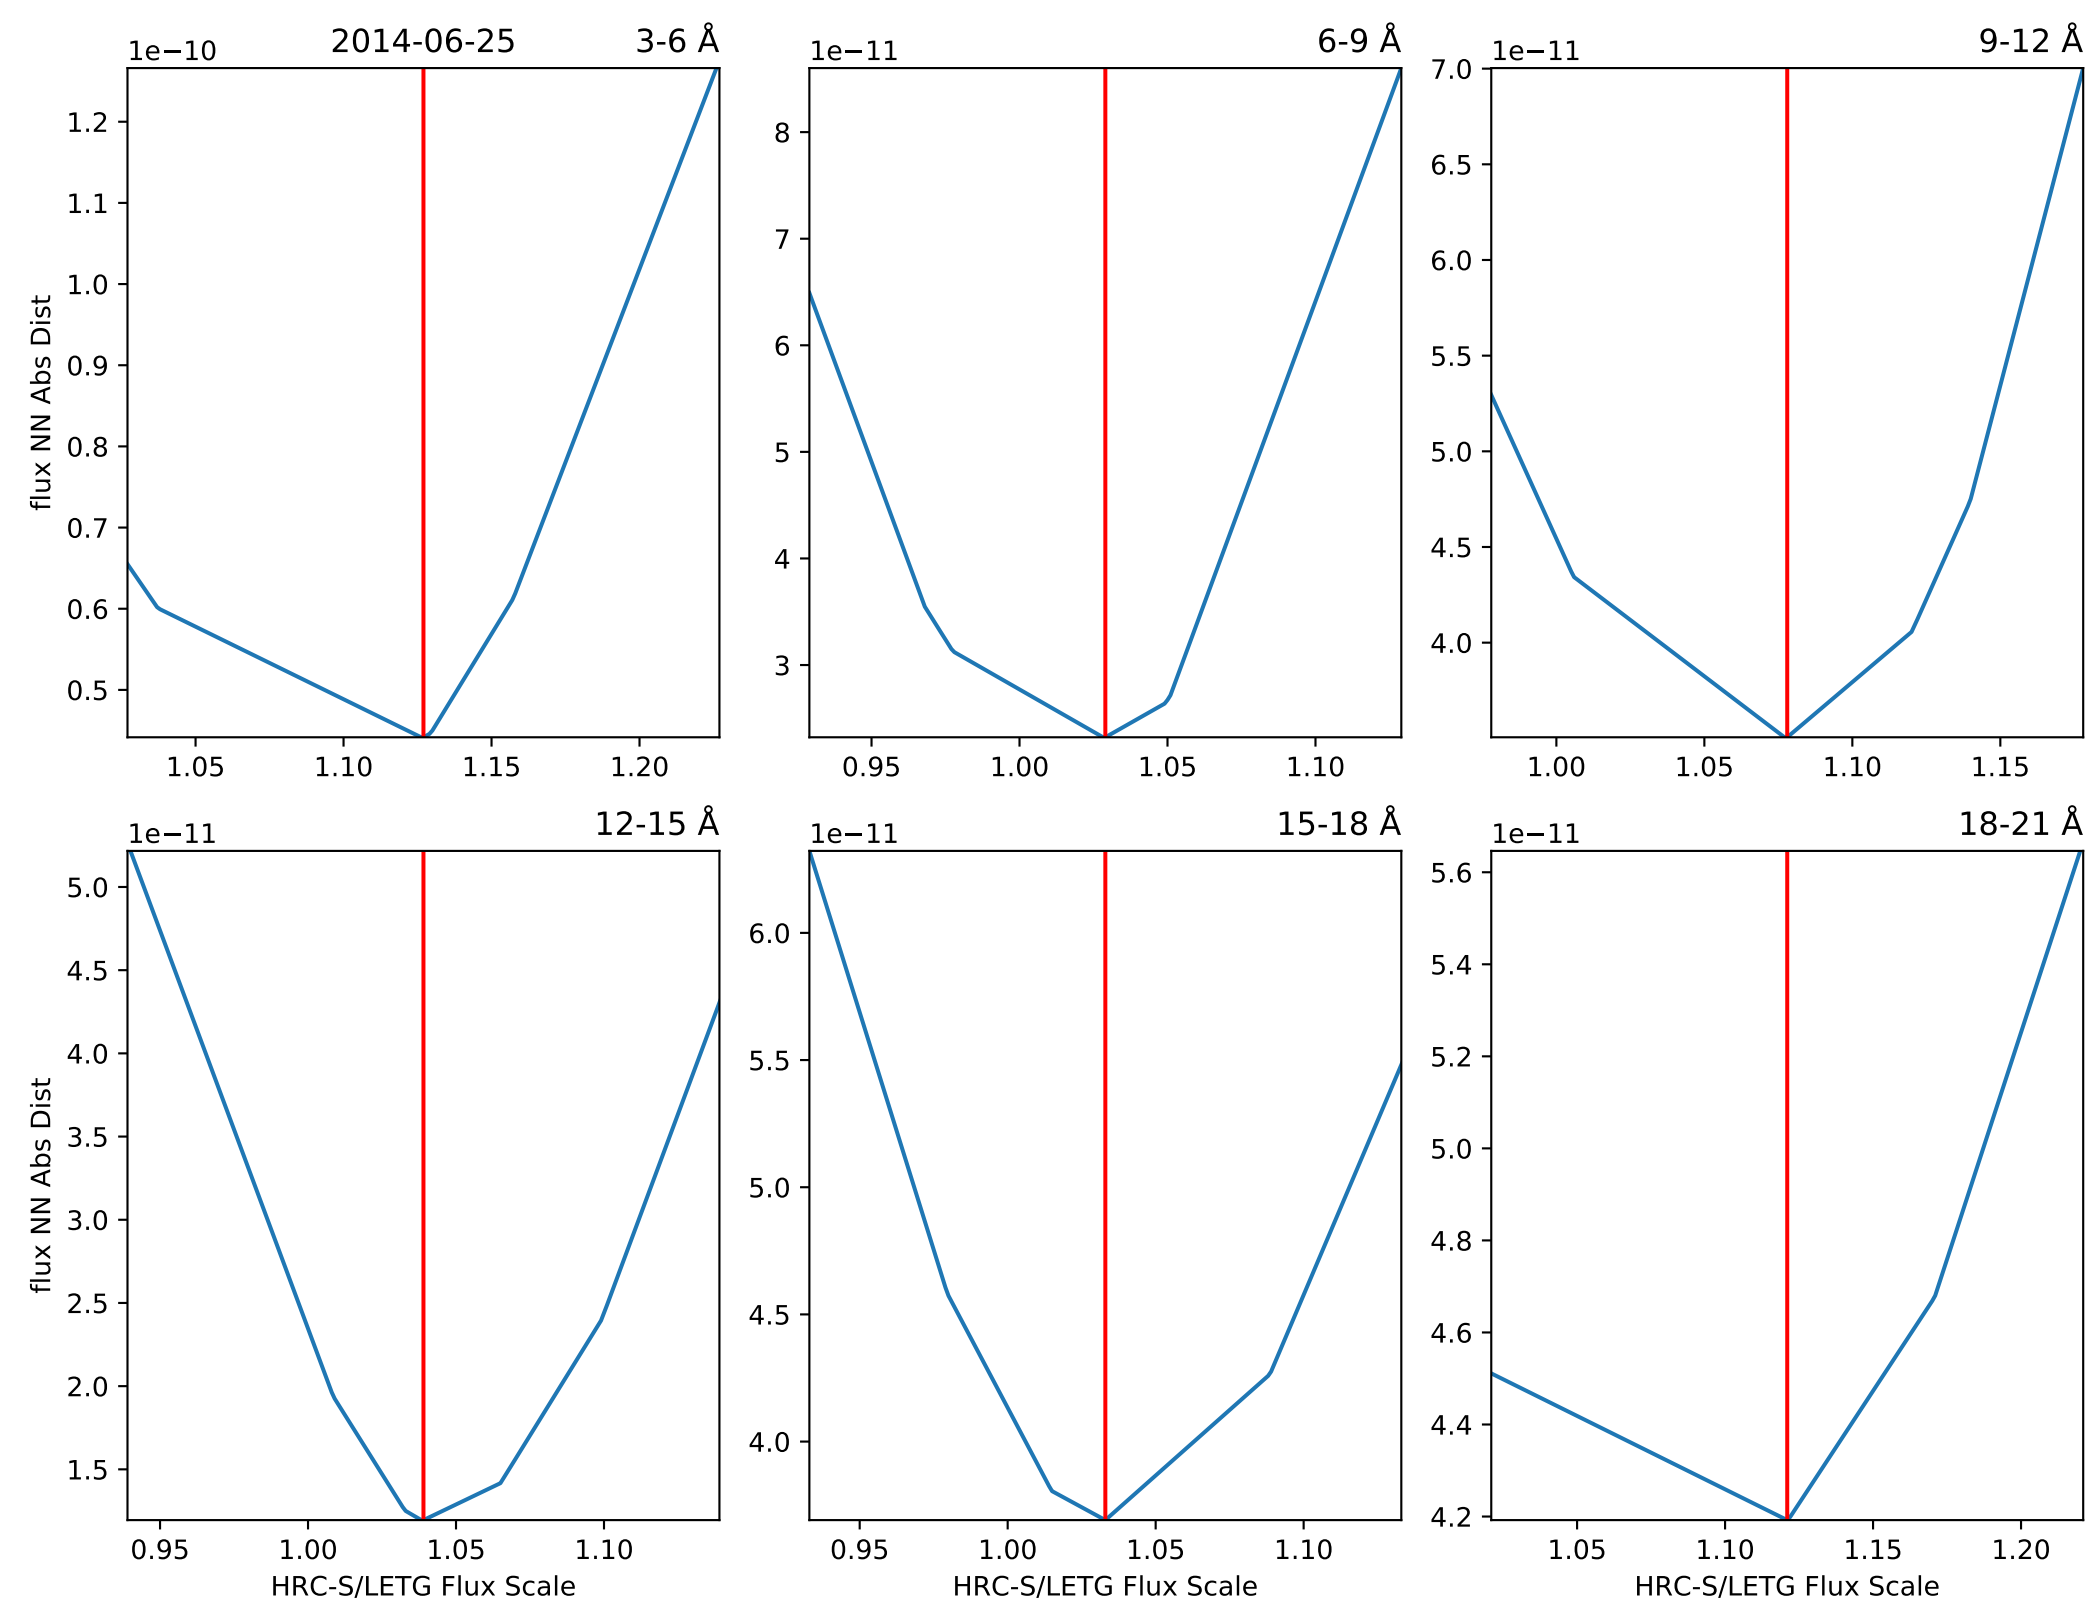 2014-06-25
3-6 Å
6-9 Å
9-12 Å
1e−10
1e−11
1e−11
1.2
1.1
1.0
0.9
0.8
0.7
0.6
0.5
flux NN Abs Dist
1.05 1.10 1.15 1.20
8
7
6
5
4
3
0.95 1.00 1.05 1.10
7.0
6.5
6.0
5.5
5.0
4.5
4.0
1.00 1.05 1.10 1.15
12-15 Å
15-18 Å
18-21 Å
1e−11
1e−11
1e−11
5.0
4.5
4.0
3.5
3.0
2.5
2.0
1.5
flux NN Abs Dist
0.95 1.00 1.05 1.10
HRC-S/LETG Flux Scale
6.0
5.5
5.0
4.5
4.0
0.95 1.00 1.05 1.10
HRC-S/LETG Flux Scale
5.6
5.4
5.2
5.0
4.8
4.6
4.4
4.2
1.05 1.10 1.15 1.20
HRC-S/LETG Flux Scale